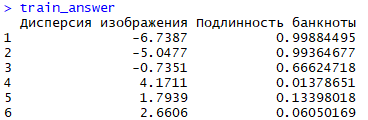 > train_answer
Дисперсия изображения Подлинность банкноты
1 -6.7387 0.99884495
2 -5.0477 0.99364677
3 -0.7351 0.66624718
4 4.1711 0.01378651
5 1.7939 0.13398018
6 2.6606 0.06050169